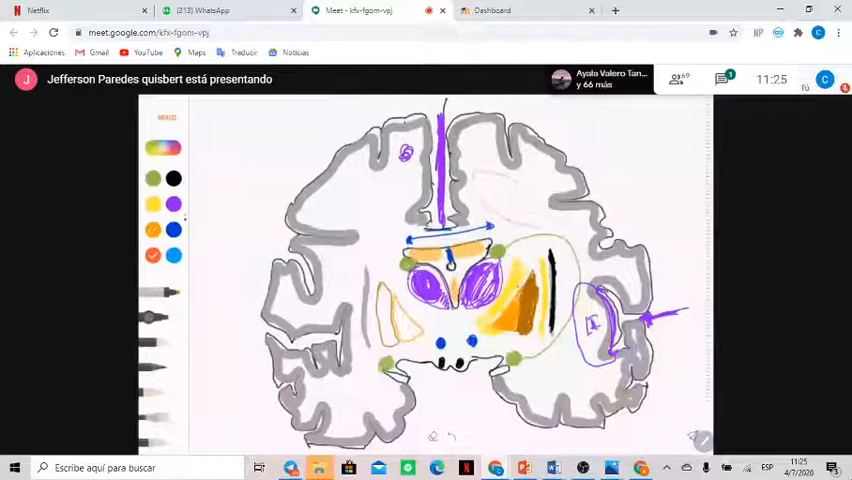 Netflix
(213) WhatsApp
Meet - kfx-fgom-vpj
Dashboard
meet.google.com/kfx-fgom-vpj
Aplicaciones
Gmail
YouTube
Maps
Traducir
Noticias
J
Jefferson Paredes quisbert está presentando
Ayala Valero Tan...
y 66 más
69
1
11:25
C
Tú
Escribe aquí para buscar
ESP
11:25
4/7/2020